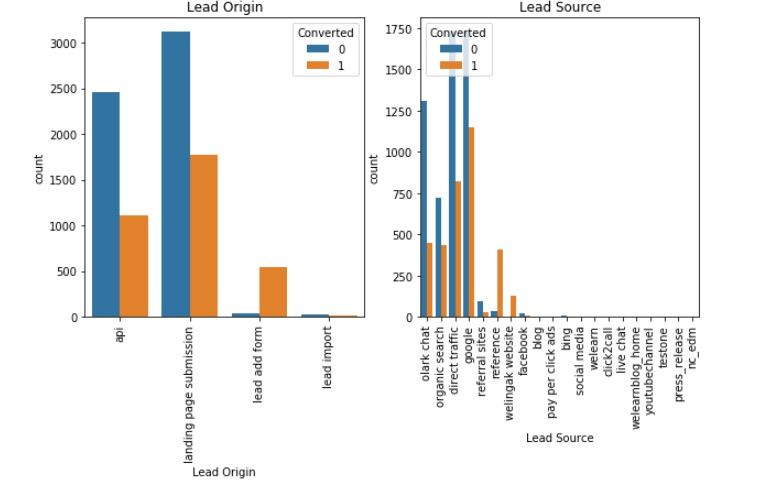 Lead Origin
Converted
0
1
3000
2500
2000
1500
1000
500
0
count
api
landing page submission
lead add form
lead import
Lead Origin
Lead Source
Converted
0
1
1750
1500
1250
1000
750
500
250
0
count
olark chat
organic search
direct traffic
google
referral sites
reference
welingak website
facebook
blog
pay per click ads
bing
social media
welearn
click2call
live chat
welearnblog_home
youtubechannel
testone
press_release
nc_edm
Lead Source